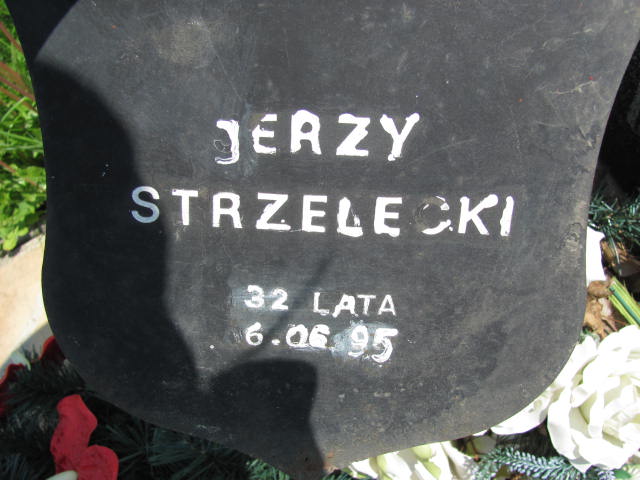 JERZY
STRZELECKI
32 LATA
6.06.95